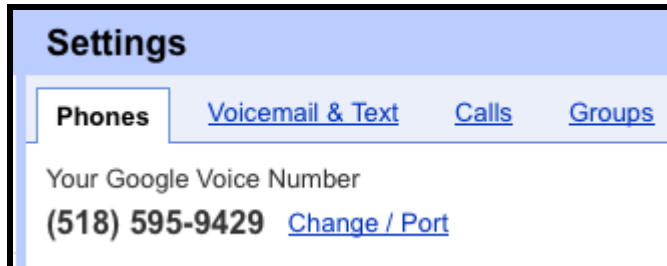 Settings
Phones Voicemail & Text Calls Groups
Your Google Voice Number
(518) 595-9429 Change / Port